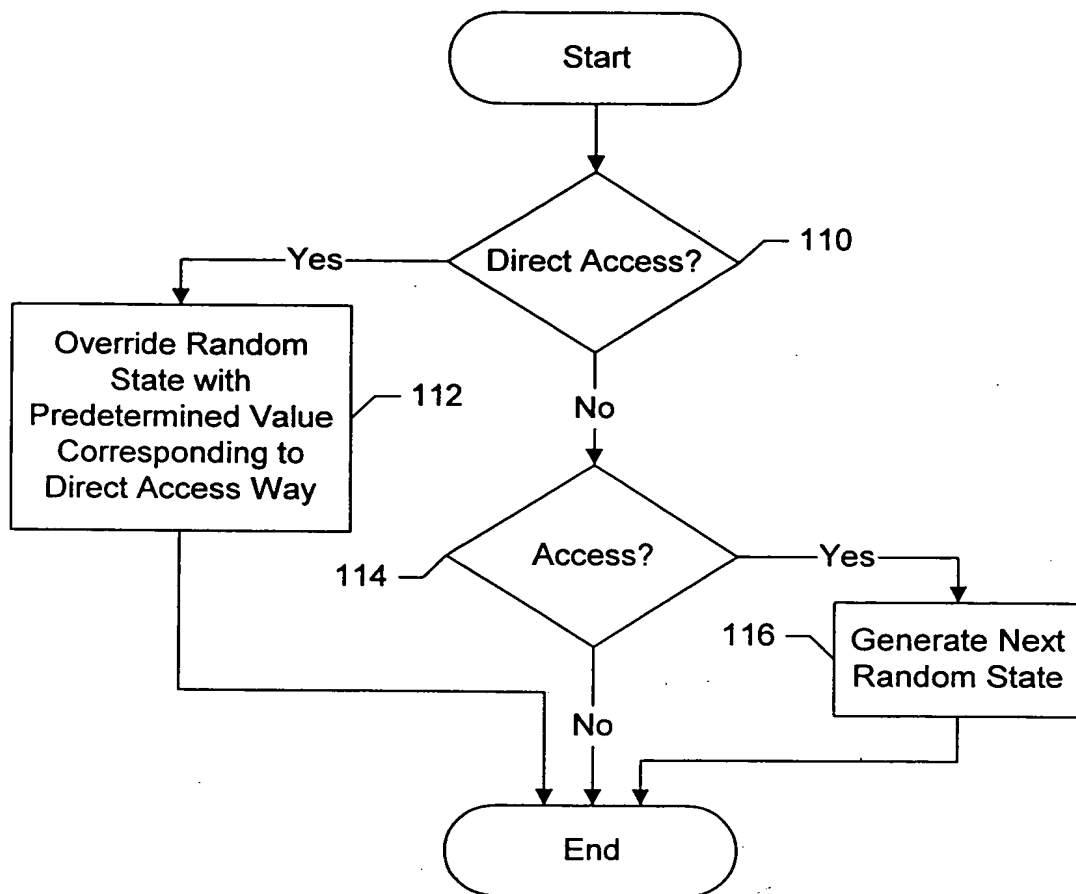 Start
Direct Access?
110
Yes
Override Random
State with
Predetermined Value
Corresponding to
Direct Access Way
112
No
Access?
114
Yes
116
Generate Next
Random State
No
End